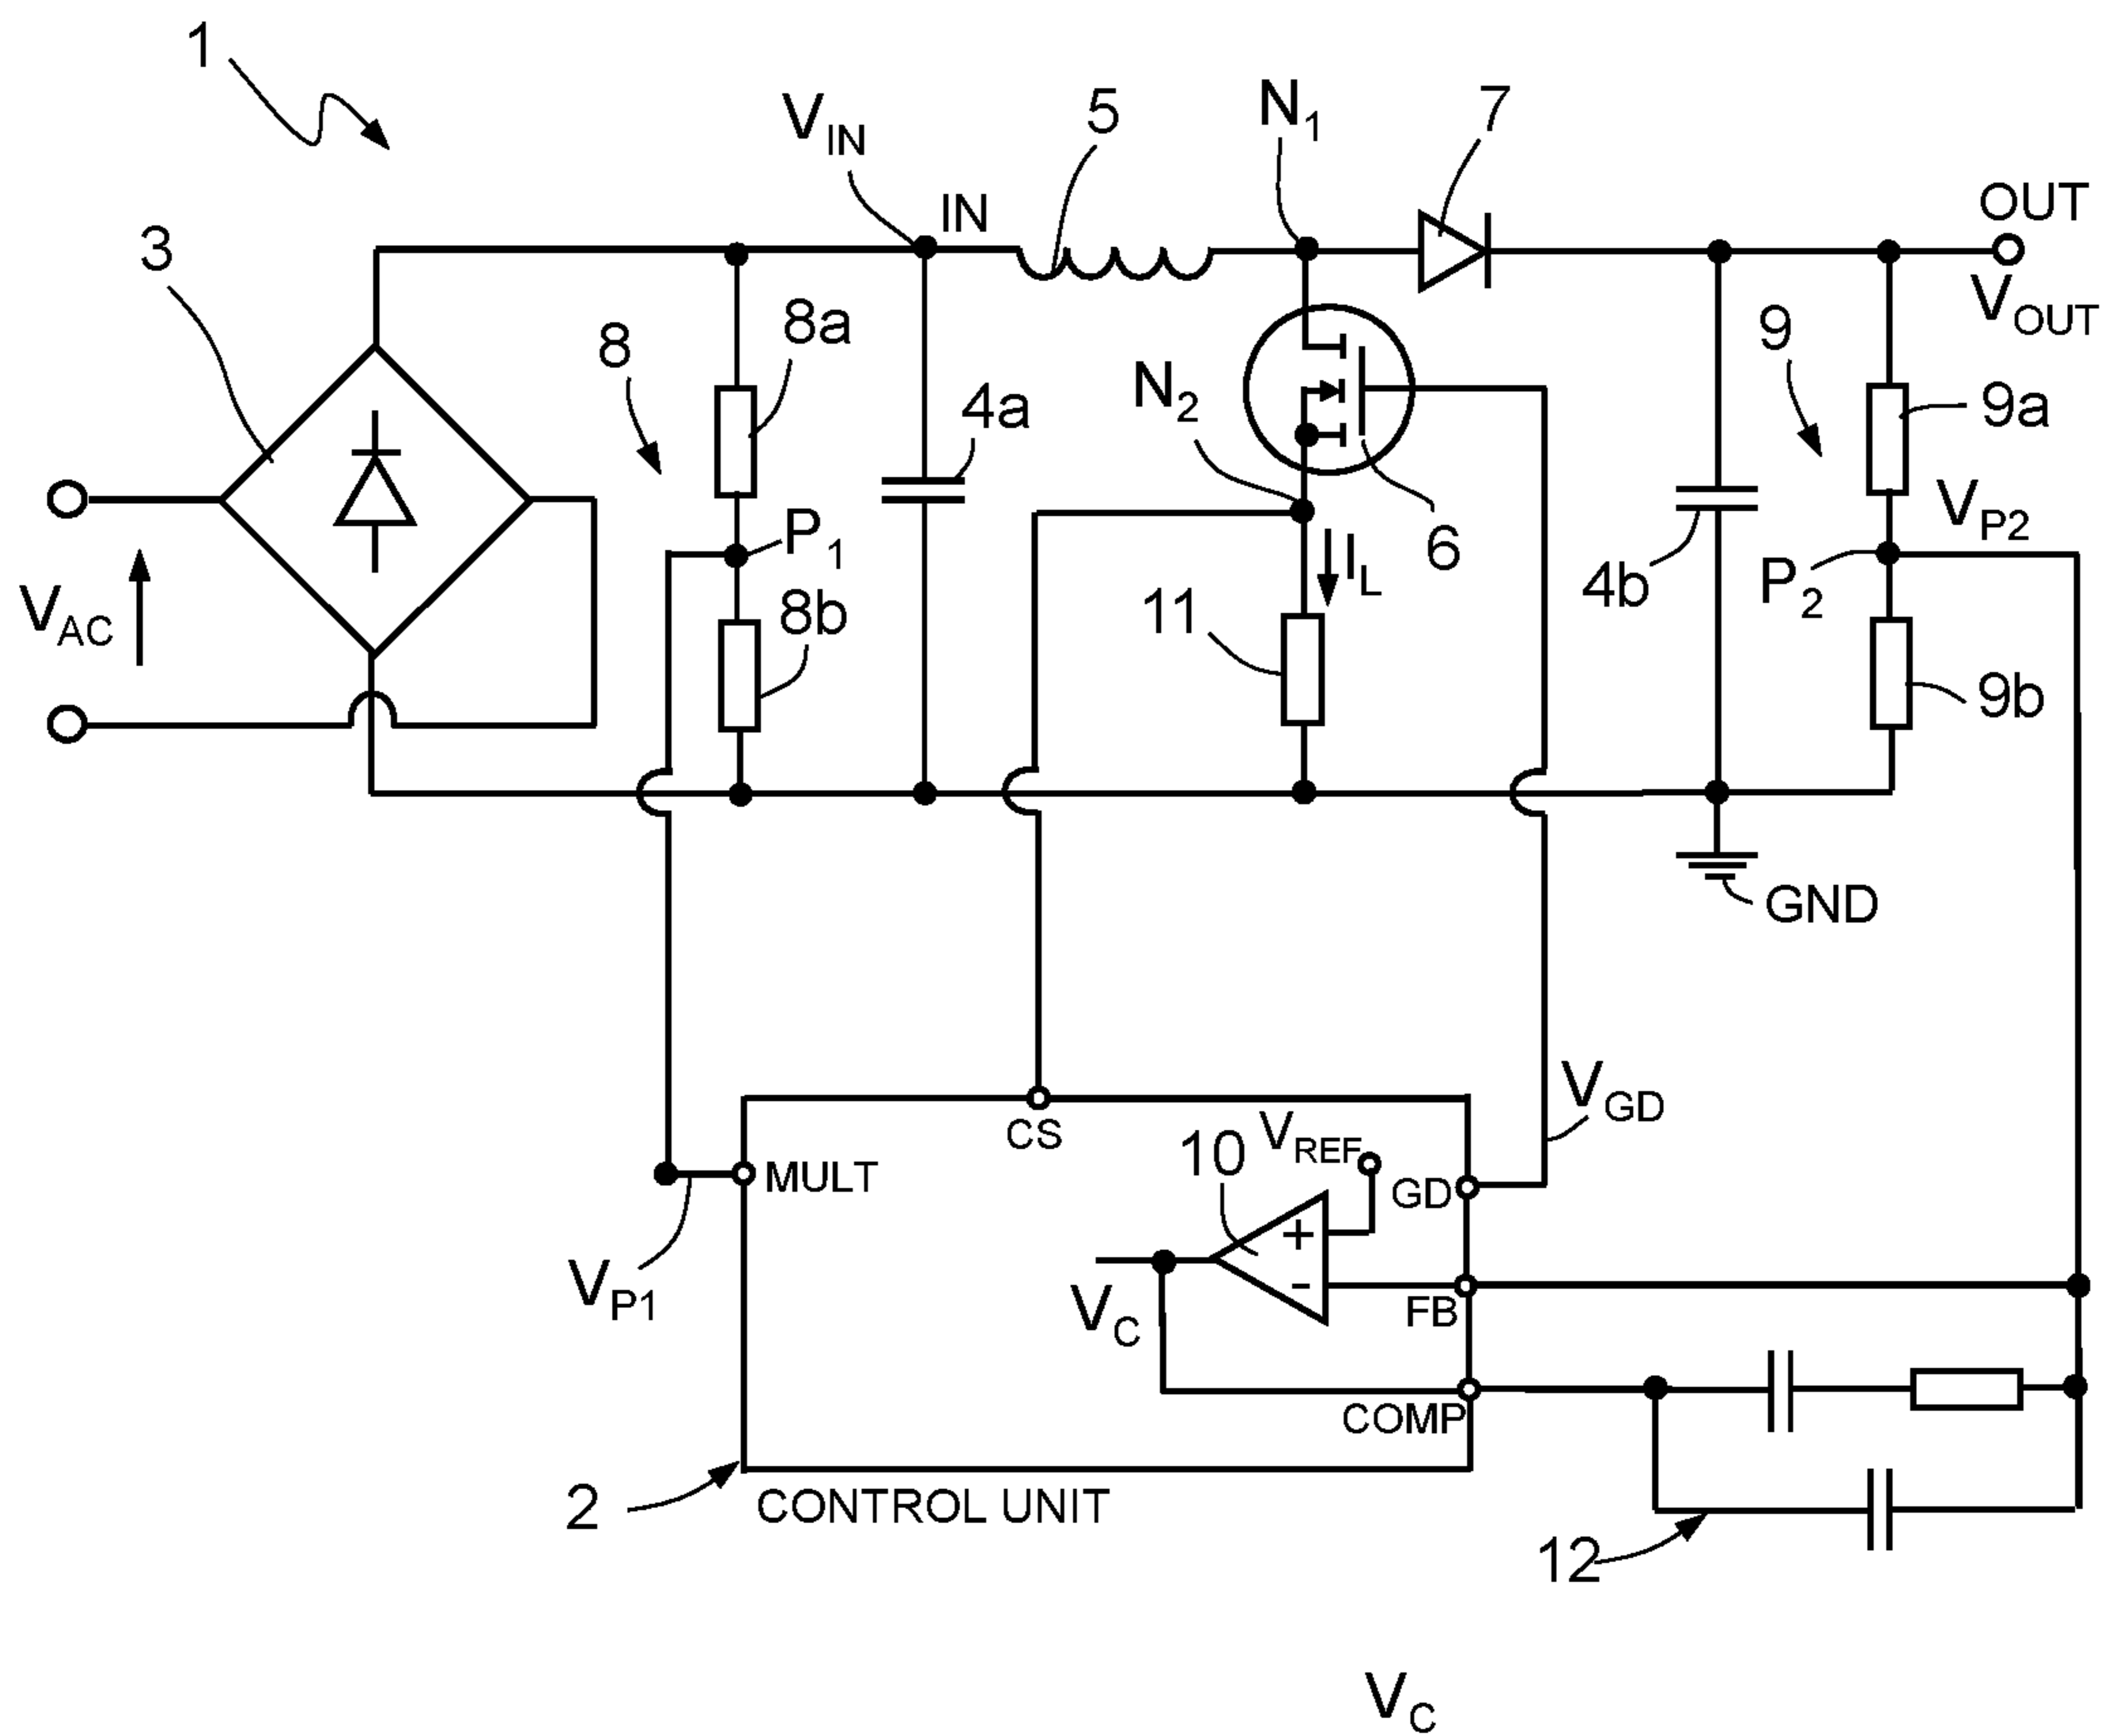 1
V_IN
5
N_1
7
IN
OUT
3
8
8a
4a
N_2
V_OUT
9
9a
V_P2
P_1
6
4b
P_2
I_L
V_AC
8b
11
9b
GND
V_GD
CS
10
V_REF
MULT
GD
V_P1
V_C
+
-
FB
COMP
2
CONTROL UNIT
12
V_C